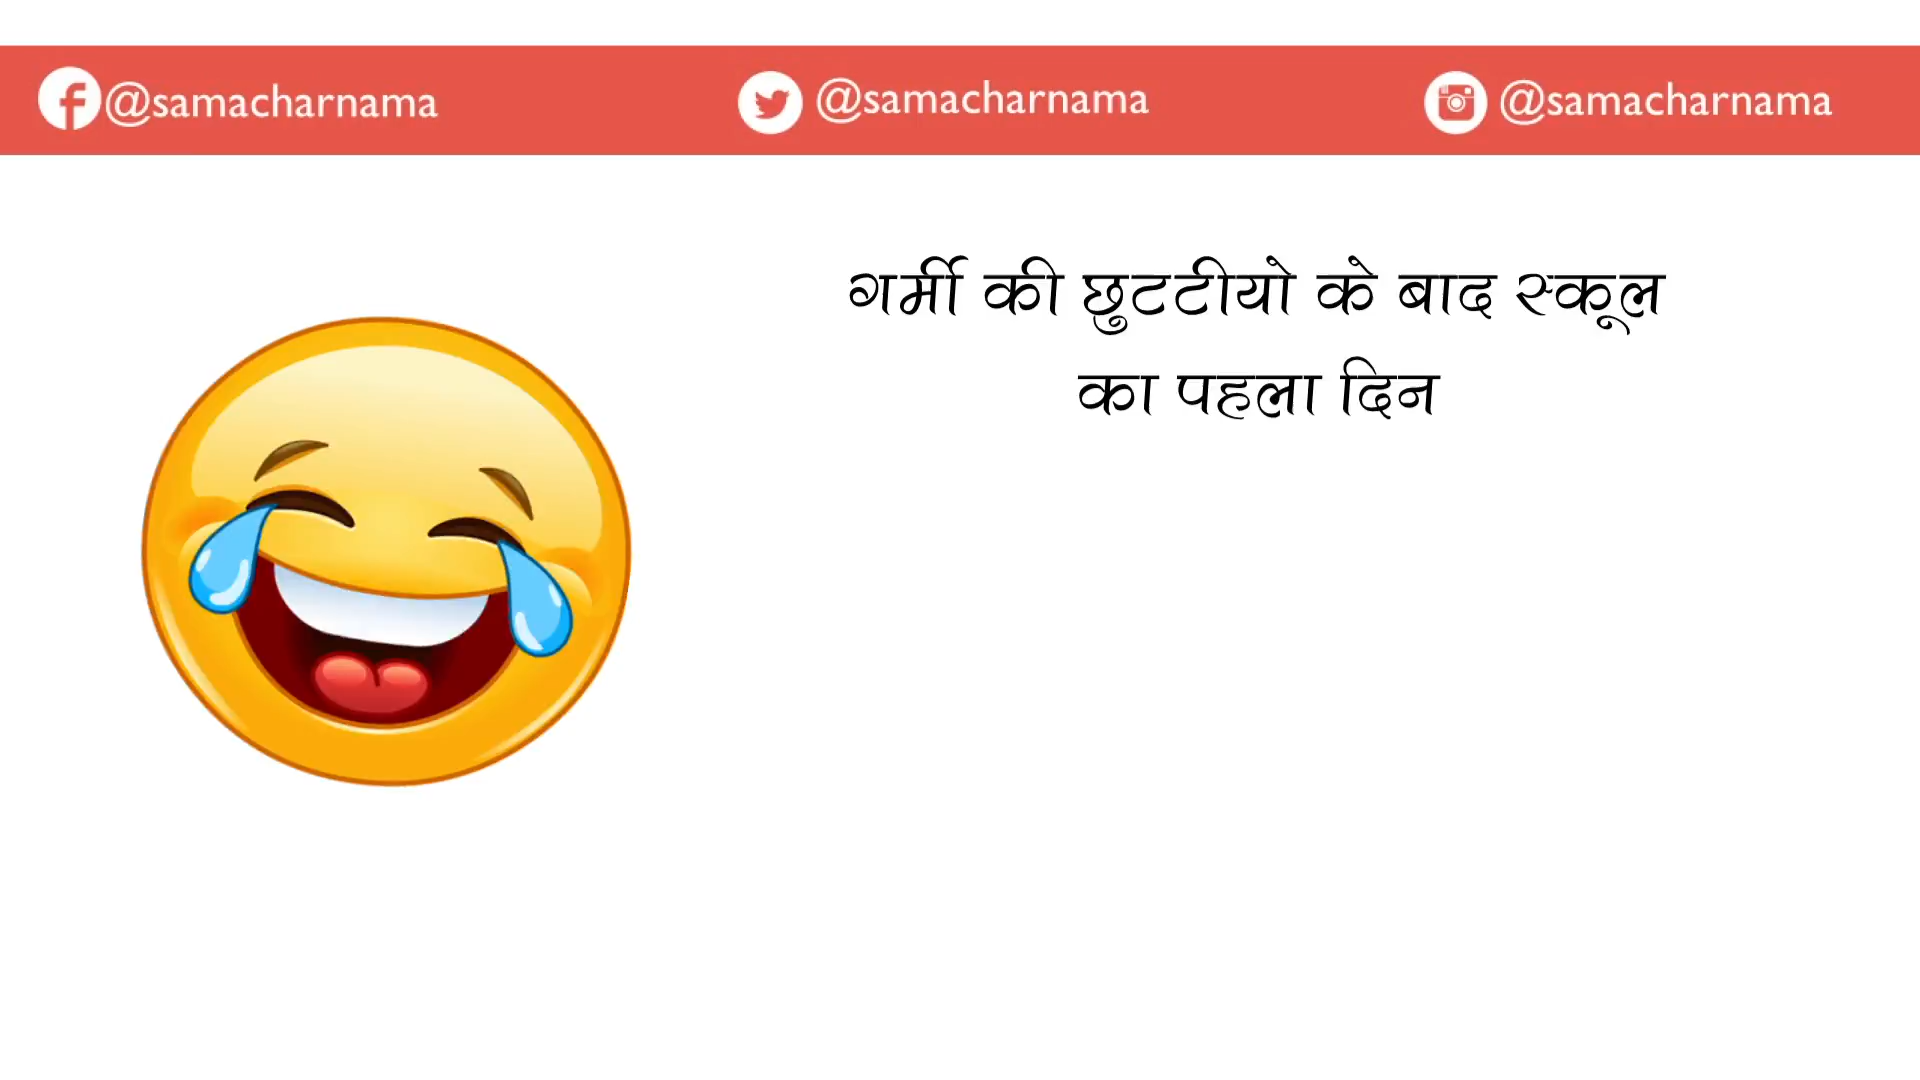 @samacharnama @samacharnama @samacharnama
गर्मी की छुटटीयो के बाद स्कूल
का पहला दिन